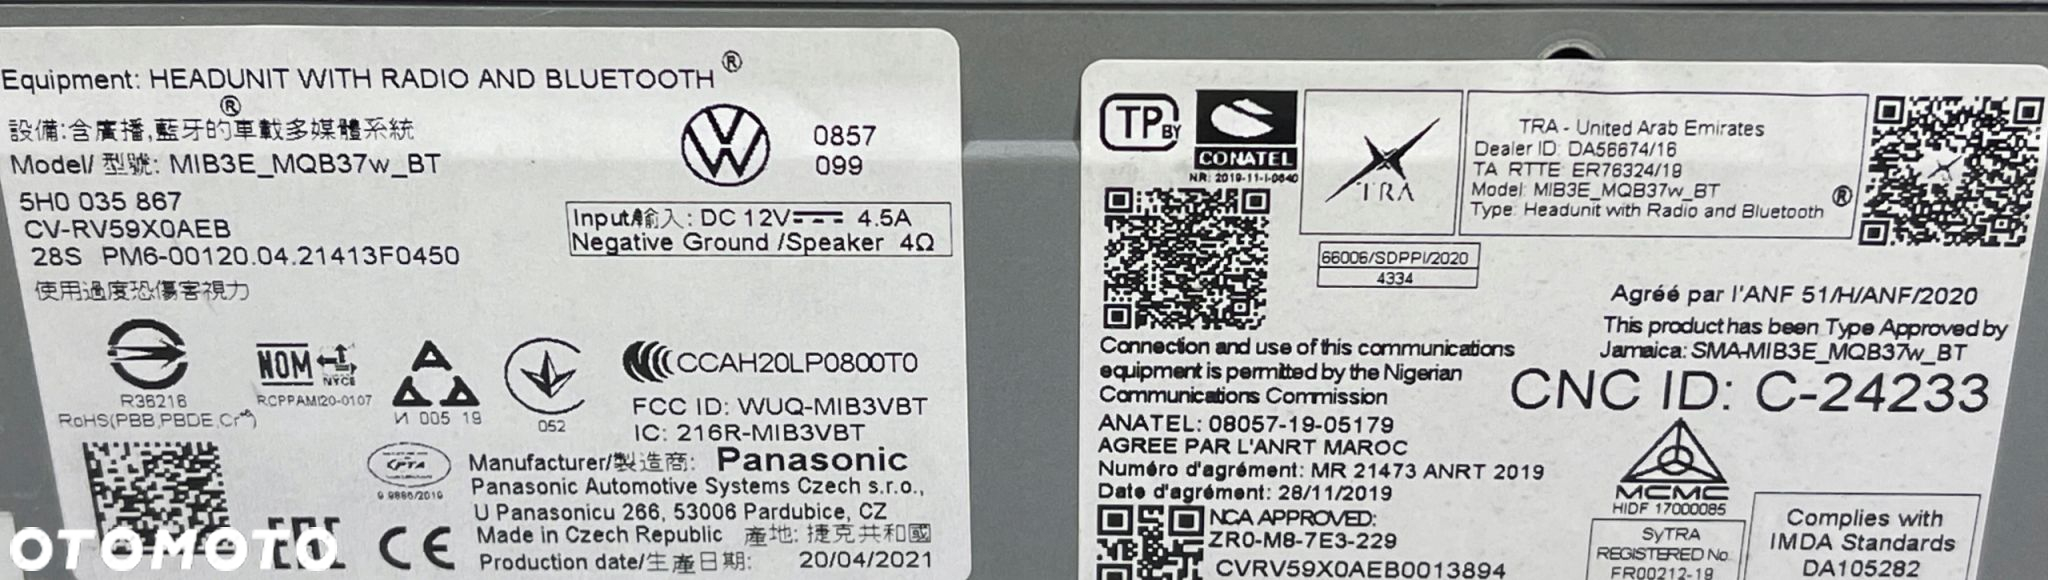 Equipment: HEADUNIT WITH RADIO AND BLUETOOTH ®
®
設備:含廣播,藍牙的車載多媒體系統
Model/ 型號: MIB3E_MQB37w_BT
5H0 035 867
CV-RV59X0AEB
28S PM6-00120.04.21413F0450
使用過度恐傷害視力
0857
099
Input/輸入: DC 12V 4.5A
Negative Ground /Speaker 4Ω
R36216
RoHS(PBB,PBDE,Cr⁺⁶)
NOM
NYCE
RCPPAMI20-0107
И 005 19
052
CCAH20LP0800T0
FCC ID: WUQ-MIB3VBT
IC: 216R-MIB3VBT
Manufacturer/製造商: Panasonic
Panasonic Automotive Systems Czech s.r.o.,
U Panasonicu 266, 53006 Pardubice, CZ
Made in Czech Republic 產地: 捷克共和國
Production date/生產日期: 20/04/2021
EAC
CE
OTOMOTO
TP BY
CONATEL
NR: 2019-11-I-0640
TRA
TRA - United Arab Emirates
Dealer ID: DA56674/16
TA RTTE: ER76324/19
Model: MIB3E_MQB37w_BT
Type: Headunit with Radio and Bluetooth ®
66006/SDPPI/2020
4334
Agréé par l'ANF 51/H/ANF/2020
This product has been Type Approved by
Jamaica: SMA-MIB3E_MQB37w_BT
CNC ID: C-24233
Connection and use of this communications
equipment is permitted by the Nigerian
Communications Commission
ANATEL: 08057-19-05179
AGREE PAR L'ANRT MAROC
Numéro d'agrément: MR 21473 ANRT 2019
Date d'agrément: 28/11/2019
NCA APPROVED:
ZR0-M8-7E3-229
CVRV59X0AEB0013894
MCMC
HIDF 17000085
SyTRA
REGISTERED No.
FR00212-19
Complies with
IMDA Standards
DA105282